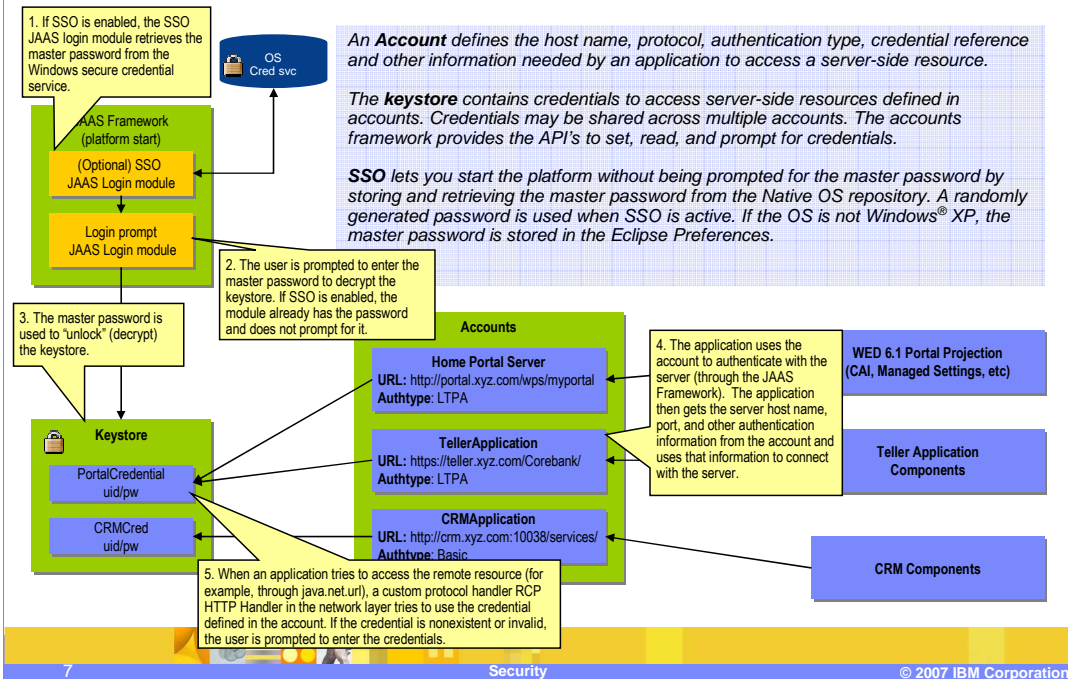 1. If SSO is enabled, the SSO
JAAS login module retrieves the
master password from the
Windows secure credential
service.
OS
Cred svc
An Account defines the host name, protocol, authentication type, credential reference
and other information needed by an application to access a server-side resource.
The keystore contains credentials to access server-side resources defined in
accounts. Credentials may be shared across multiple accounts. The accounts
framework provides the API's to set, read, and prompt for credentials.
SSO lets you start the platform without being prompted for the master password by
storing and retrieving the master password from the Native OS repository. A randomly
generated password is used when SSO is active. If the OS is not Windows® XP, the
master password is stored in the Eclipse Preferences.
AAS Framework
(platform start)
(Optional) SSO
JAAS Login module
Login prompt
JAAS Login module
2. The user is prompted to enter the
master password to decrypt the
keystore. If SSO is enabled, the
module already has the password
and does not prompt for it.
3. The master password is
used to “unlock” (decrypt)
the keystore.
Accounts
Home Portal Server
URL: http://portal.xyz.com/wps/myportal
Authtype: LTPA
TellerApplication
URL: https://teller.xyz.com/Corebank/
Authtype: LTPA
CRMApplication
URL: http://crm.xyz.com:10038/services/
Authtype: Basic
4. The application uses the
account to authenticate with the
server (through the JAAS
Framework). The application
then gets the server host name,
port, and other authentication
information from the account and
uses that information to connect
with the server.
WED 6.1 Portal Projection
(CAI, Managed Settings, etc)
Teller Application
Components
CRM Components
Keystore
PortalCredential
uid/pw
CRMCred
uid/pw
5. When an application tries to access the remote resource (for
example, through java.net.url), a custom protocol handler RCP
HTTP Handler in the network layer tries to use the credential
defined in the account. If the credential is nonexistent or invalid,
the user is prompted to enter the credentials.
7
Security
© 2007 IBM Corporation